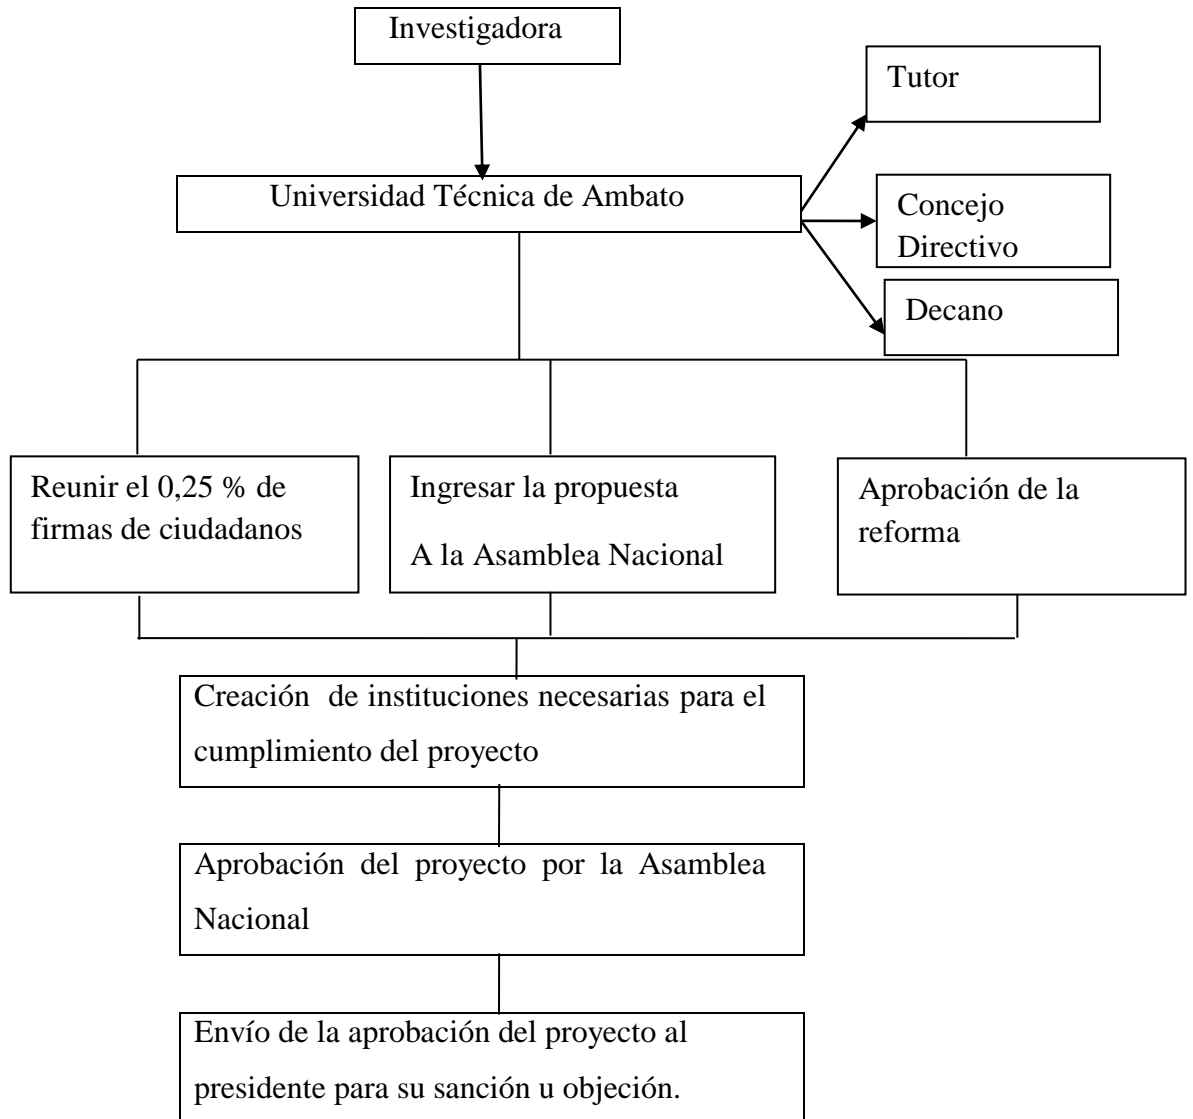 Investigadora
Tutor
Universidad Técnica de Ambato
Concejo
Directivo
Decano
Reunir el 0,25 % de
firmas de ciudadanos
Ingresar la propuesta
A la Asamblea Nacional
Aprobación de la
reforma
Creación de instituciones necesarias para el
cumplimiento del proyecto
Aprobación del proyecto por la Asamblea
Nacional
Envío de la aprobación del proyecto al
presidente para su sanción u objeción.